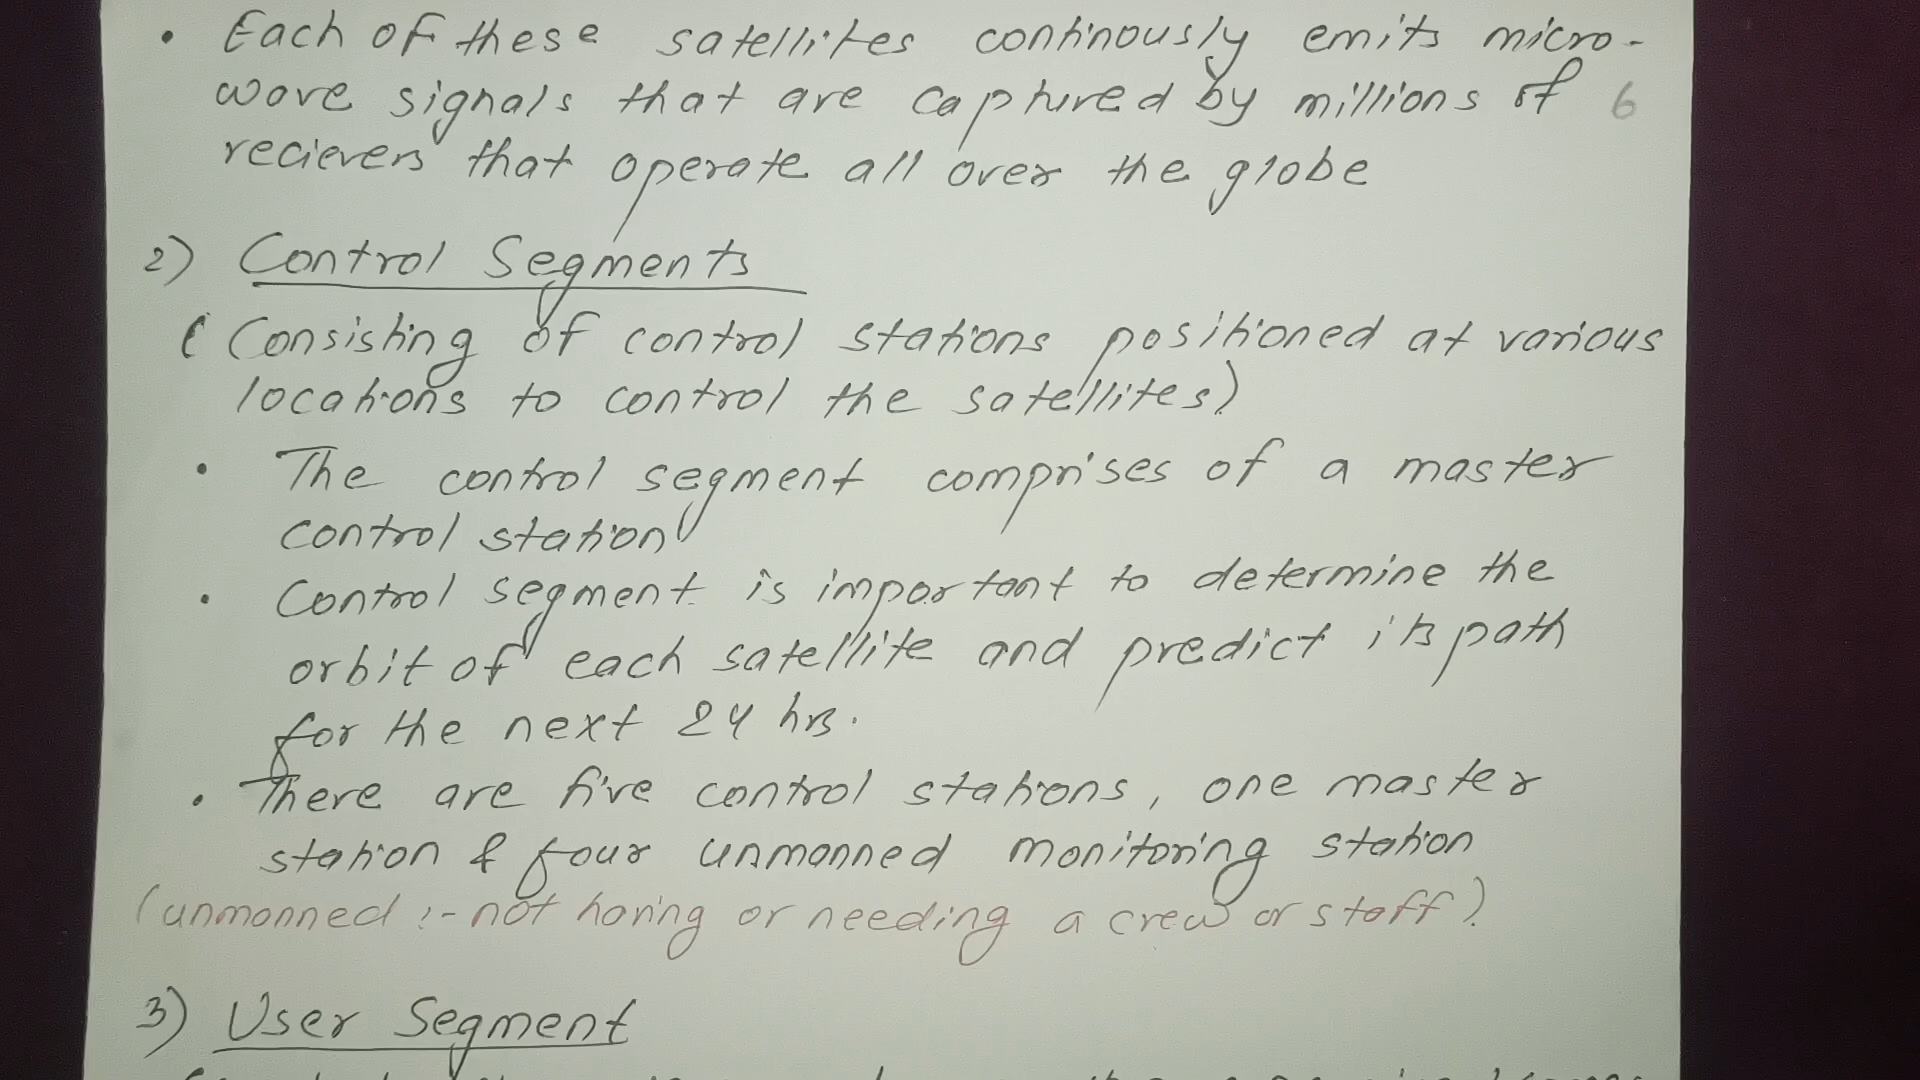 • Each of these satellites continously emits micro-
wave signals that are captured by millions of 6
recievers that operate all over the globe
2) Control Segments
( Consisting of control stations positioned at various
locations to control the satellites)
• The control segment comprises of a master
control station
• Control segment is important to determine the
orbit of each satellite and predict its path
for the next 24 hrs.
• There are five control stations, one master
station & four unmanned monitoring station
(unmanned :- not having or needing a crew or staff)
3) User Segment